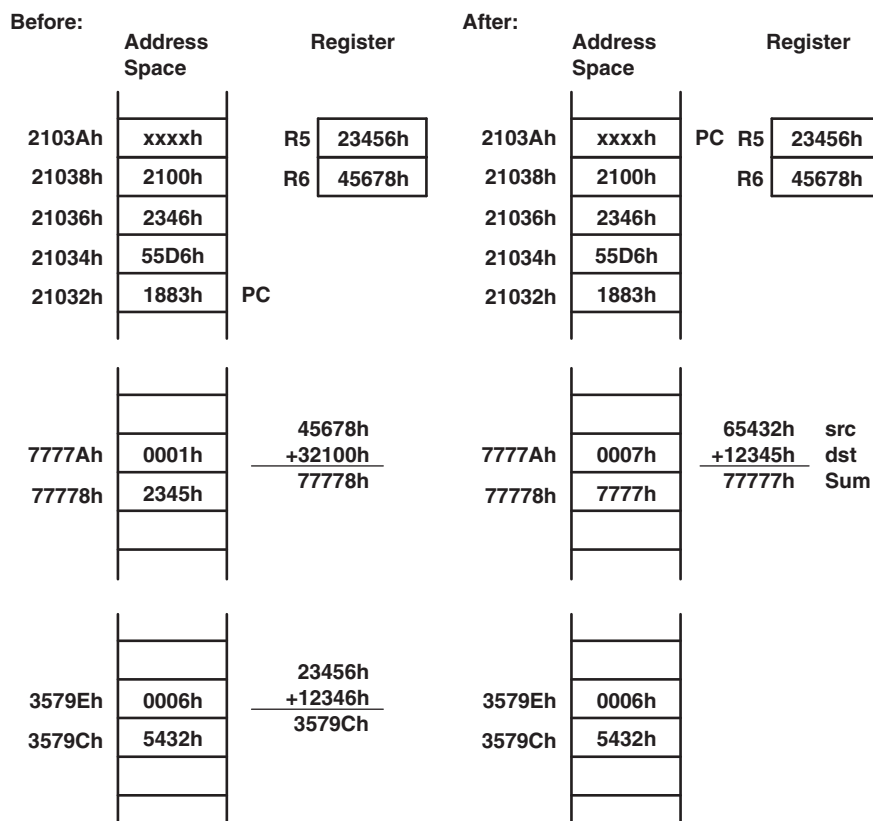 Before:
Address Space
Register
2103Ah xxxxh R5 23456h
21038h 2100h R6 45678h
21036h 2346h
21034h 55D6h
21032h 1883h PC
45678h
7777Ah 0001h +32100h
77778h 2345h 77778h
23456h
3579Eh 0006h +12346h
3579Ch 5432h 3579Ch
After:
Address Space
Register
2103Ah xxxxh PC R5 23456h
21038h 2100h R6 45678h
21036h 2346h
21034h 55D6h
21032h 1883h
65432h src
7777Ah 0007h +12345h dst
77778h 7777h 77777h Sum
3579Eh 0006h
3579Ch 5432h